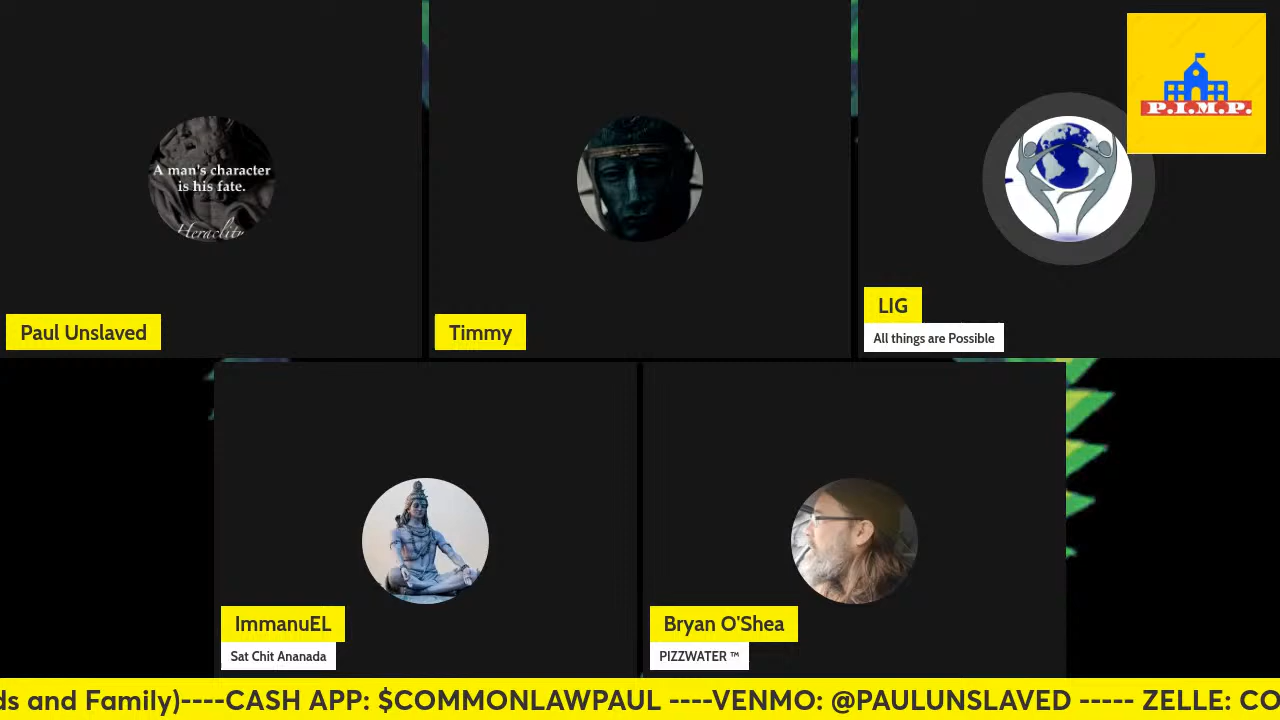 A man's character
is his fate.
Heraclitu
Paul Unslaved
Timmy
P.I.M.P.
LIG
All things are Possible
ImmanuEL
Sat Chit Ananada
Bryan O'Shea
PIZZWATER ™
ds and Family)----CASH APP: $COMMONLAWPAUL ----VENMO: @PAULUNSLAVED ----- ZELLE: CO